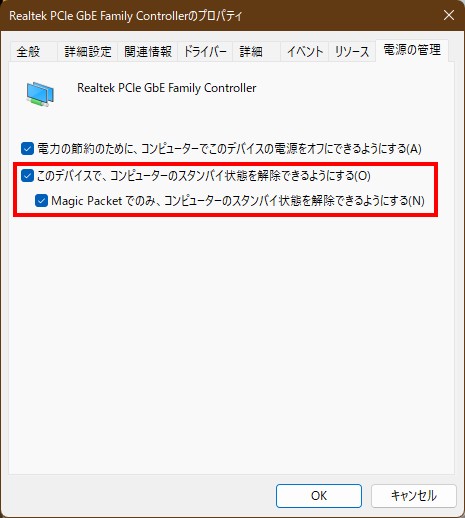 Realtek PCIe GbE Family Controllerのプロパティ
全般 詳細設定 関連情報 ドライバー 詳細 イベント リソース 電源の管理
Realtek PCIe GbE Family Controller
電力の節約のために、コンピューターでこのデバイスの電源をオフにできるようにする(A)
このデバイスで、コンピューターのスタンバイ状態を解除できるようにする(O)
Magic Packet でのみ、コンピューターのスタンバイ状態を解除できるようにする(N)
OK キャンセル